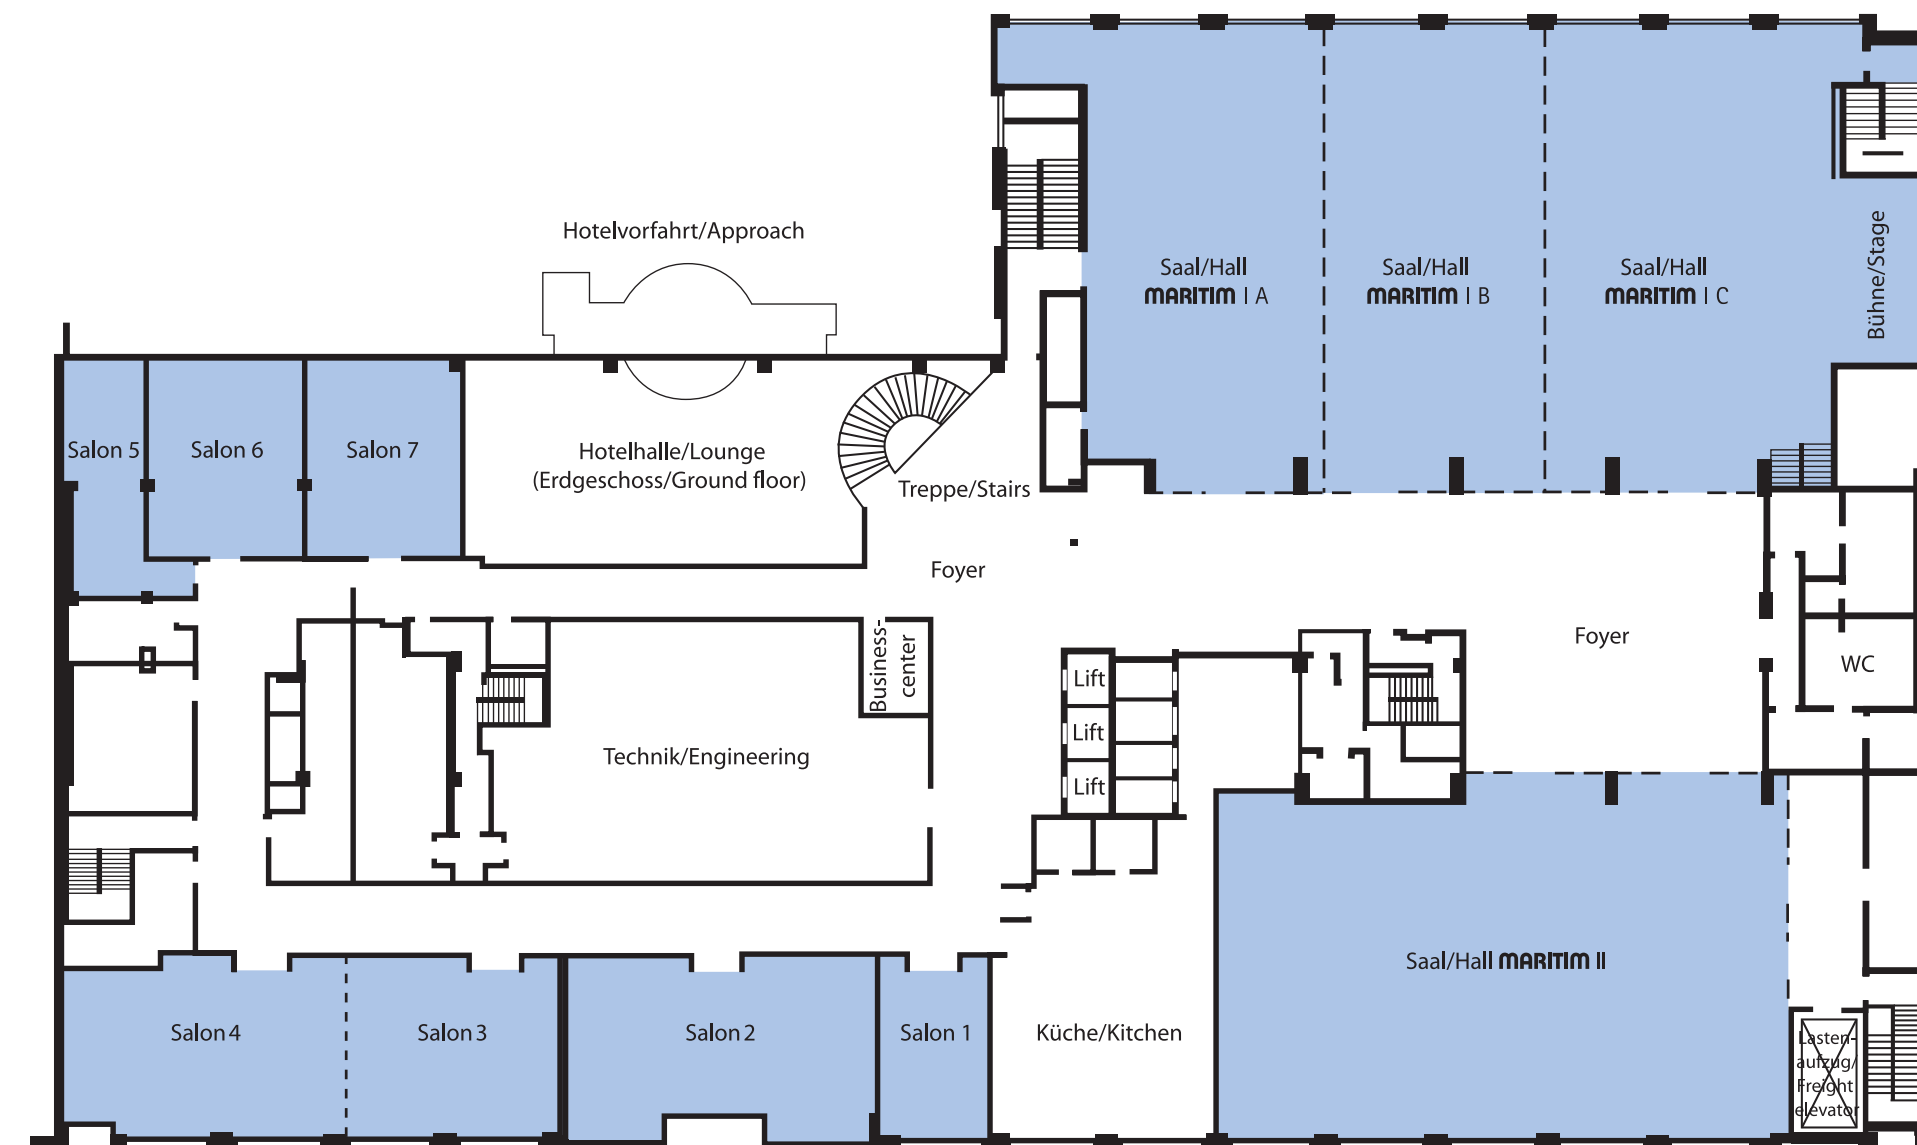 Hotelvorfahrt/Approach
Saal/Hall
MARITIM I A
Saal/Hall
MARITIM I B
Saal/Hall
MARITIM I C
Bühne/Stage
Salon 5
Salon 6
Salon 7
Hotelhalle/Lounge
(Erdgeschoss/Ground floor)
Treppe/Stairs
Foyer
Business-
center
Foyer
WC
Lift
Lift
Lift
Technik/Engineering
Saal/Hall MARITIM II
Salon 4
Salon 3
Salon 2
Salon 1
Küche/Kitchen
Lasten-
aufzug/
Freight
elevator